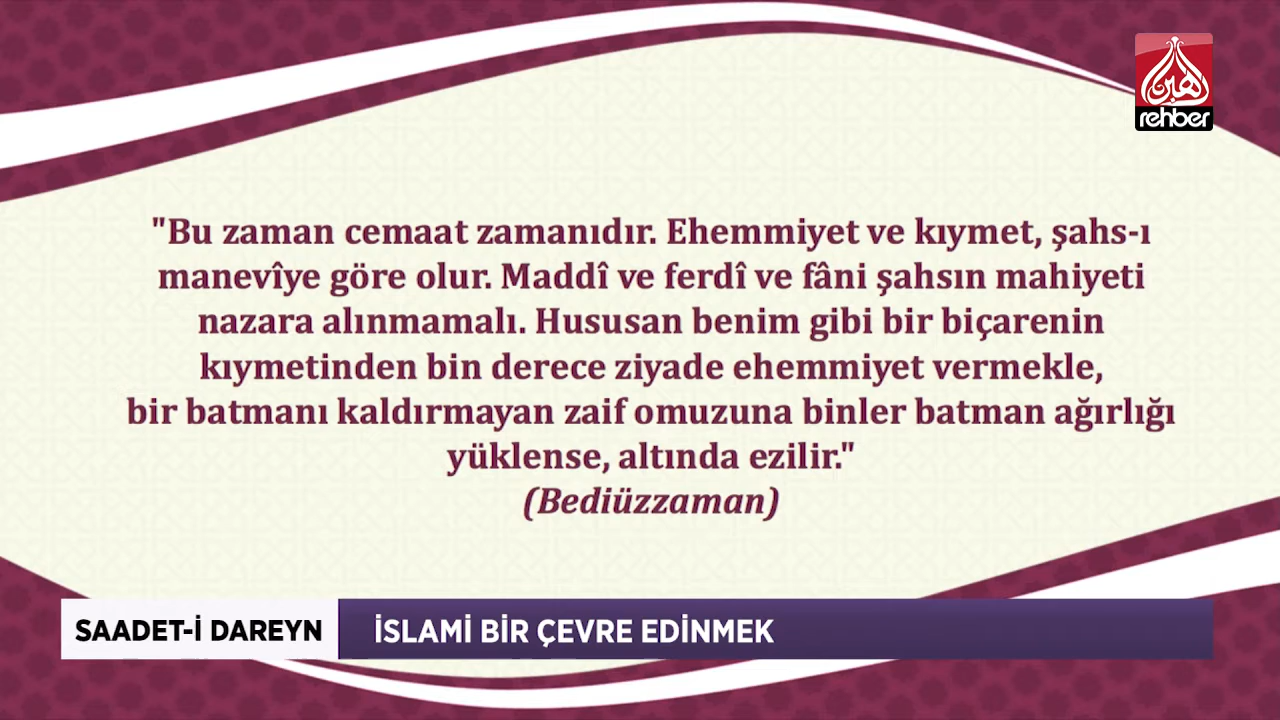 رهبر
rehber
"Bu zaman cemaat zamanıdır. Ehemmiyet ve kıymet, şahs-ı
manevîye göre olur. Maddî ve ferdî ve fâni şahsın mahiyeti
nazara alınmamalı. Hususan benim gibi bir biçarenin
kıymetinden bin derece ziyade ehemmiyet vermekle,
bir batmanı kaldırmayan zaif omuzuna binler batman ağırlığı
yüklense, altında ezilir."
(Bediüzzaman)
SAADET-İ DAREYN
İSLAMİ BİR ÇEVRE EDİNMEK